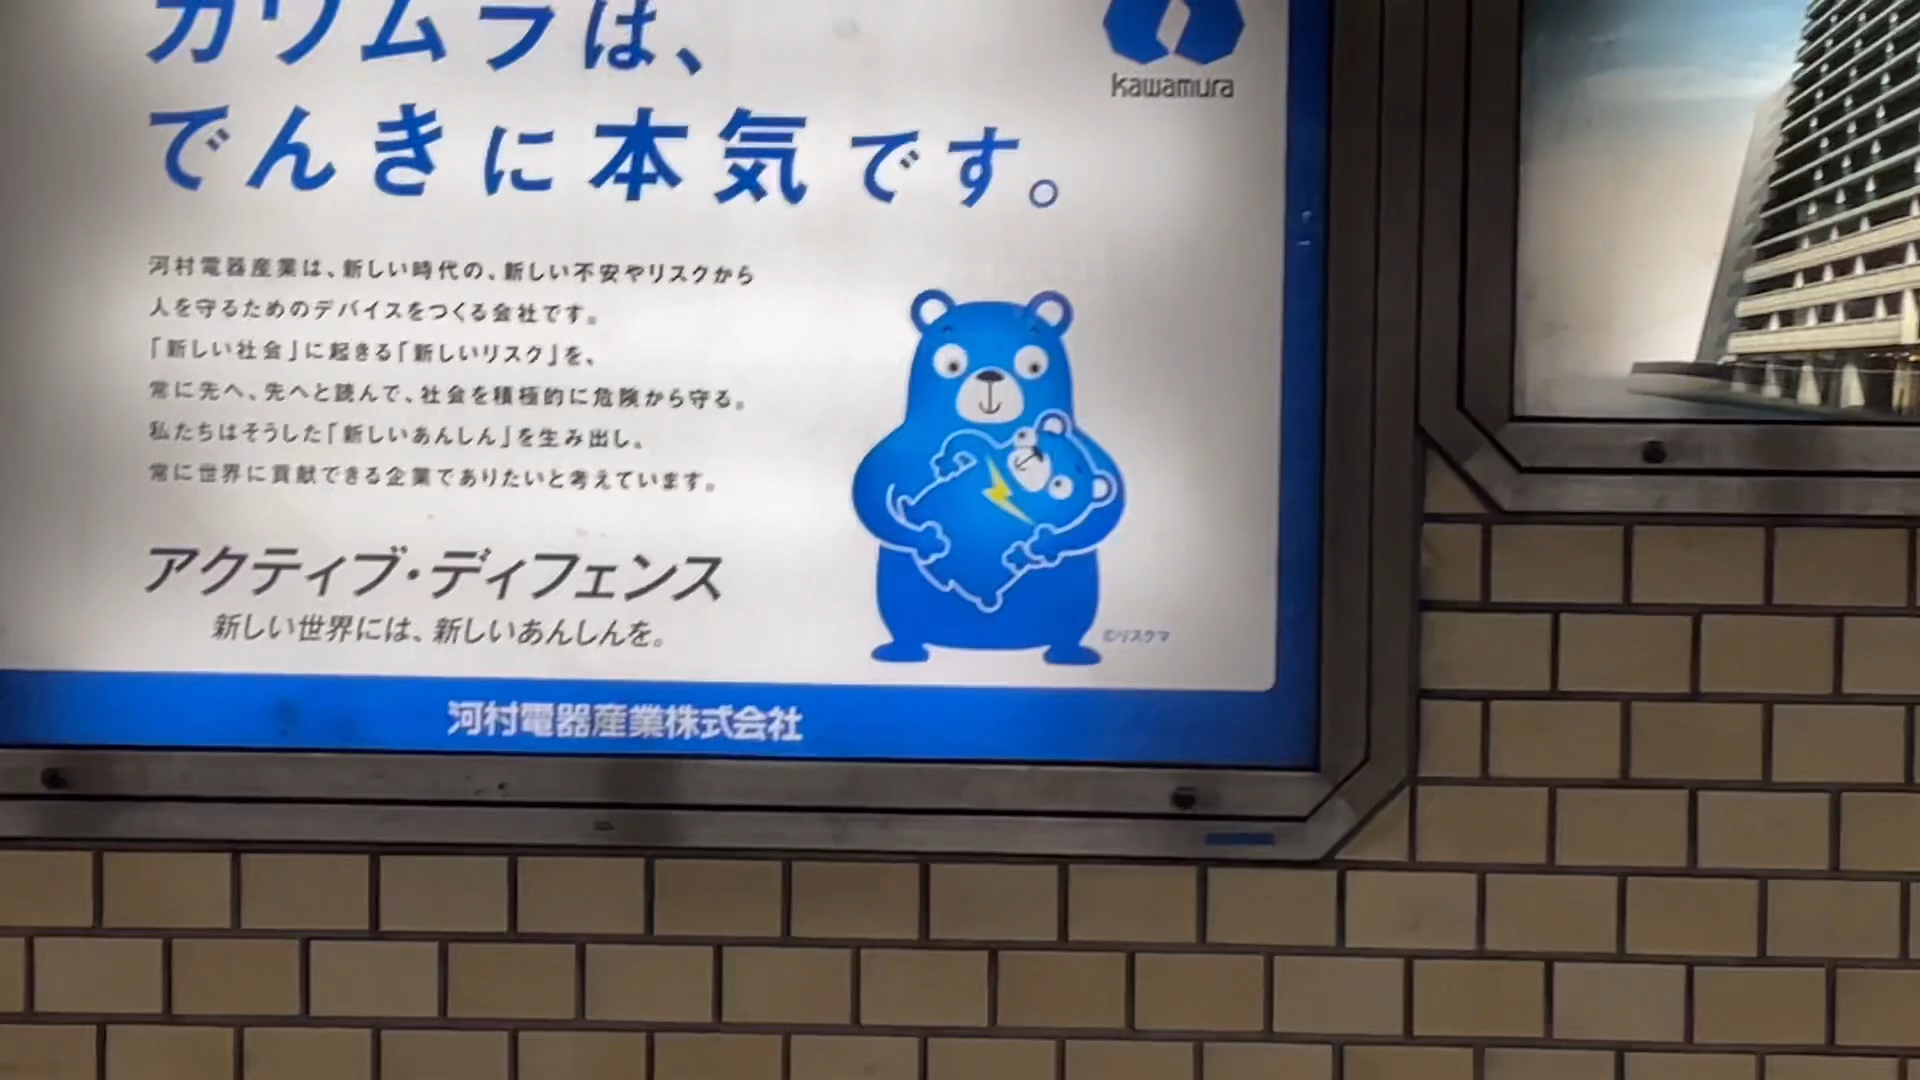 カワムラは、
でんきに本気です。
kawamura
河村電器産業は、新しい時代の、新しい不安やリスクから
人を守るためのデバイスをつくる会社です。
「新しい社会」に起きる「新しいリスク」を、
常に先へ、先へと読んで、社会を積極的に危険から守る。
私たちはそうした「新しいあんしん」を生み出し、
常に世界に貢献できる企業でありたいと考えています。
アクティブ・ディフェンス
新しい世界には、新しいあんしんを。
©リスクマ
河村電器産業株式会社